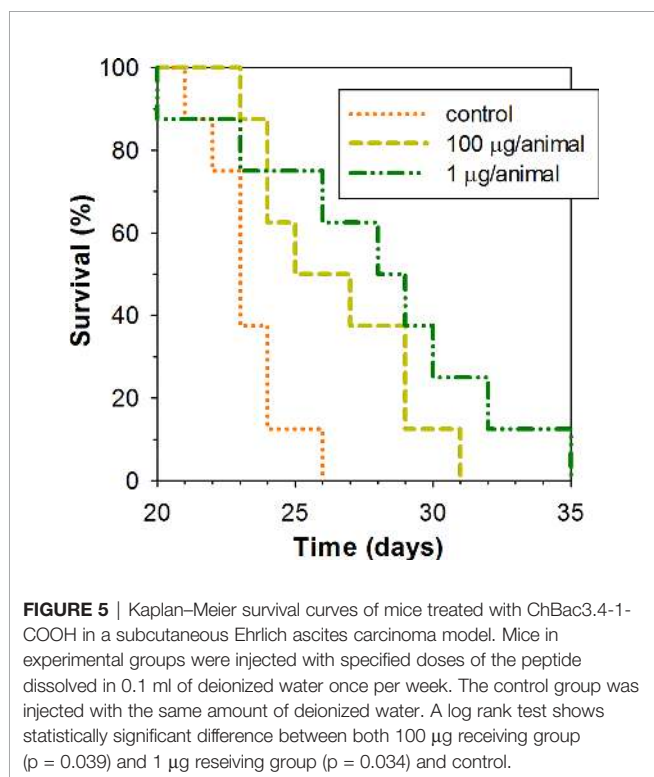 100
80
60
40
20
0
Survival (%)
control
100 μg/animal
1 μg/animal
20
25
30
35
Time (days)
FIGURE 5 | Kaplan–Meier survival curves of mice treated with ChBac3.4-1-
COOH in a subcutaneous Ehrlich ascites carcinoma model. Mice in
experimental groups were injected with specified doses of the peptide
dissolved in 0.1 ml of deionized water once per week. The control group was
injected with the same amount of deionized water. A log rank test shows
statistically significant difference between both 100 μg receiving group
(p = 0.039) and 1 μg reseiving group (p = 0.034) and control.